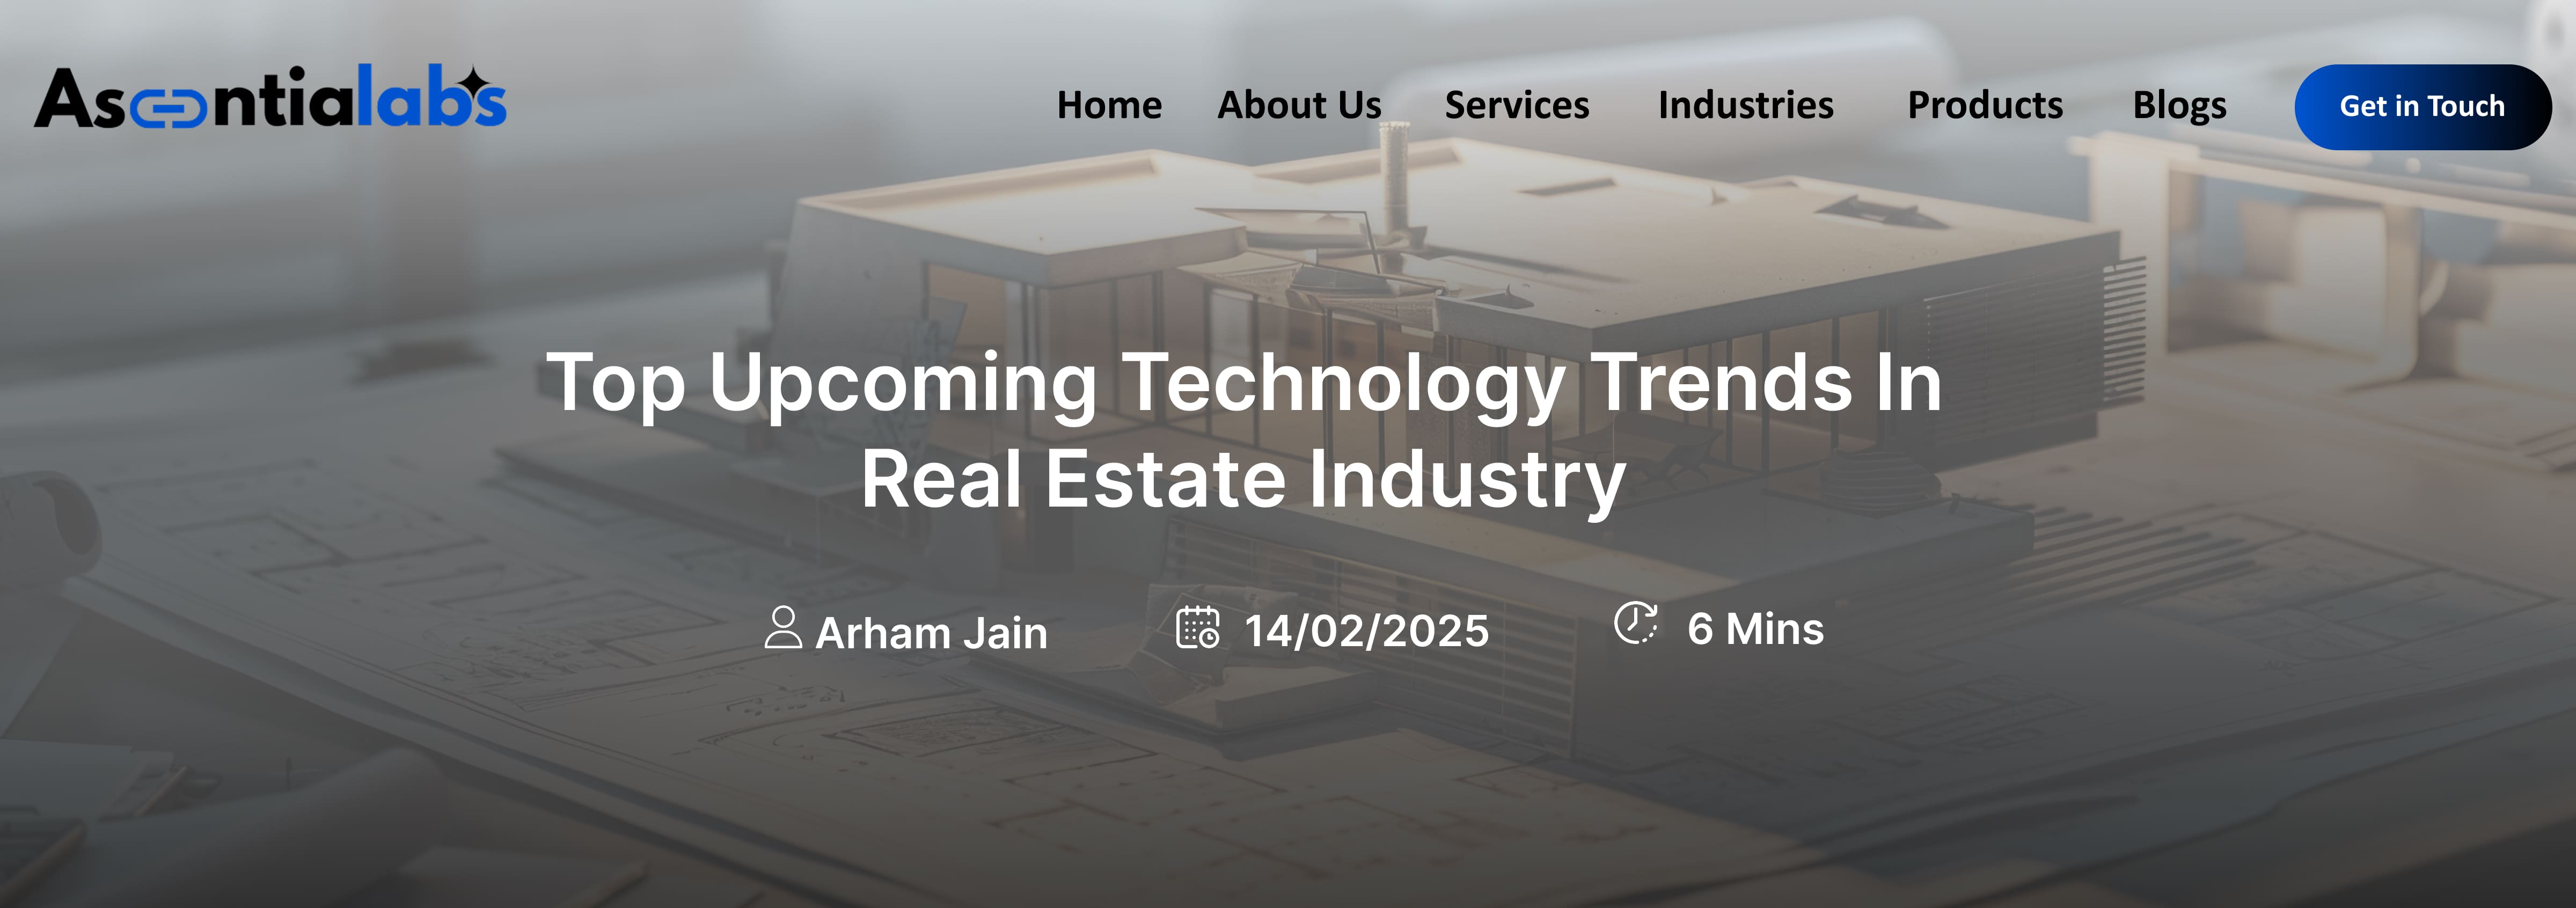 Ascentialabs
Home About Us Services Industries Products Blogs Get in Touch
Top Upcoming Technology Trends In
Real Estate Industry
Arham Jain 14/02/2025 6 Mins